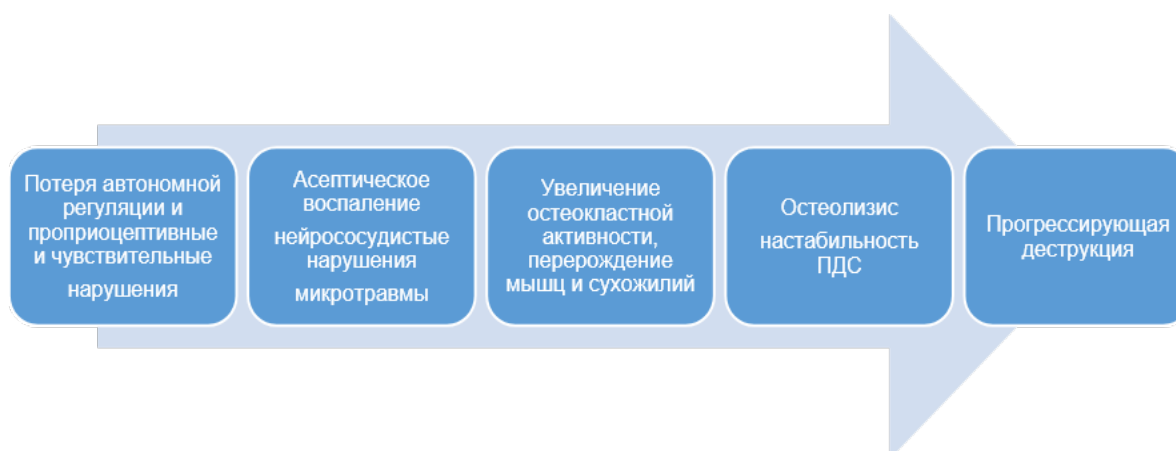 Потеря автономной
регуляции и
проприоцептивные
и чувствительные
нарушения
Асептическое
воспаление
нейрососудистые
нарушения
микротравмы
Увеличение
остеокластной
активности,
перерождение
мышц и сухожилий
Остеолизис
настабильность
ПДС
Прогрессирующая
деструкция